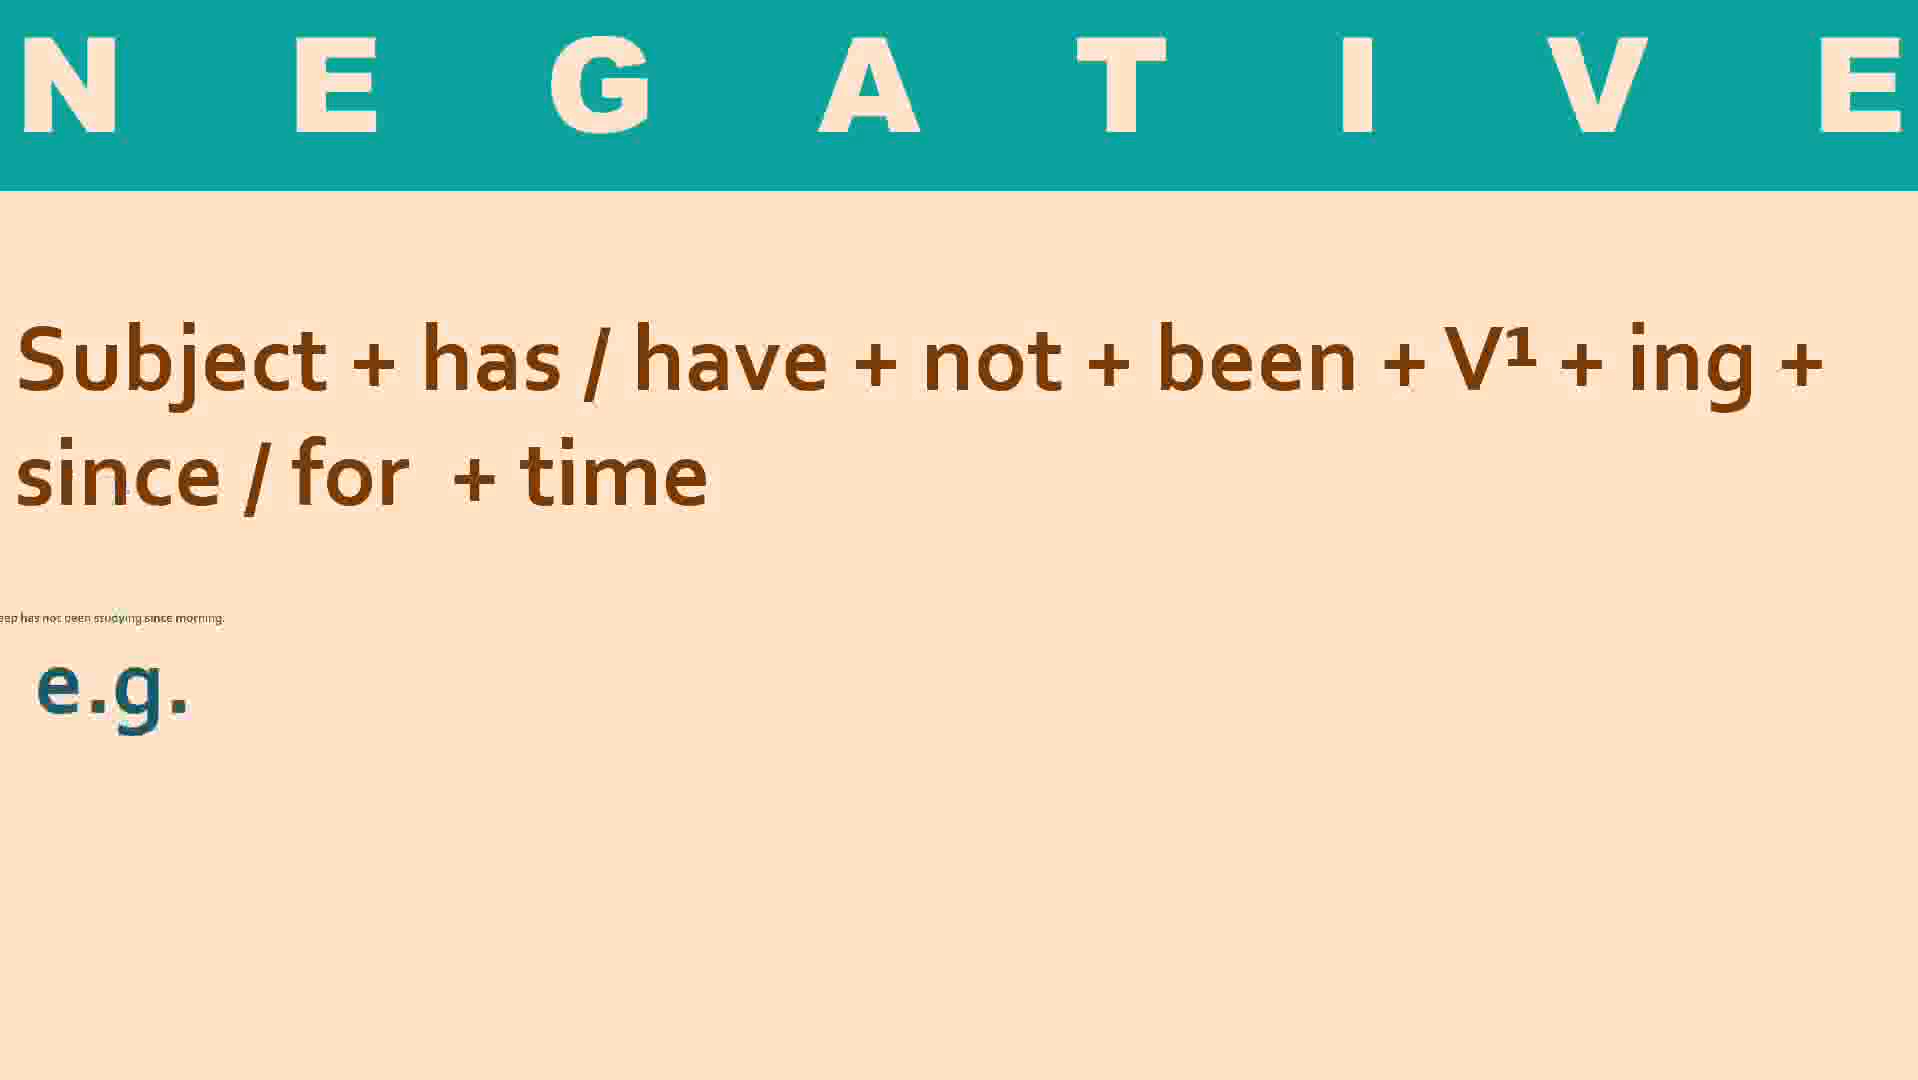 N E G A T I V E
Subject + has / have + not + been + V¹ + ing +
since / for + time
has not been studying since morning.
e.g.